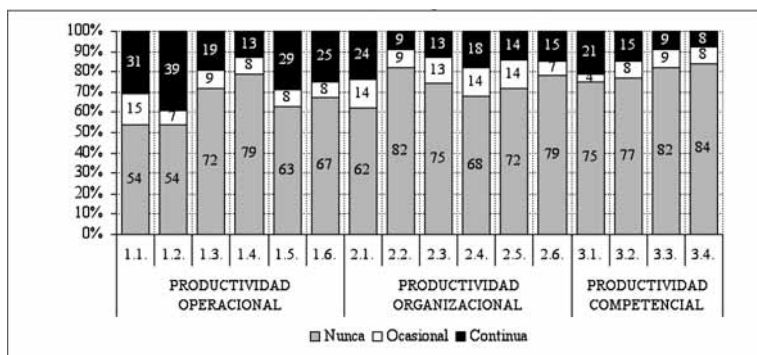 100%
90%
80%
70%
60%
50%
40%
30%
20%
10%
0%
31 39 19 13 29 25 24 9 13 18 14 15 21 15 9 8
15 7 9 8 8 8 14 9 13 14 14 7 4 8 9 8
54 54 72 79 63 67 62 82 75 68 72 79 75 77 82 84
1.1. 1.2. 1.3. 1.4. 1.5. 1.6. 2.1. 2.2. 2.3. 2.4. 2.5. 2.6. 3.1. 3.2. 3.3. 3.4.
PRODUCTIVIDAD OPERACIONAL
PRODUCTIVIDAD ORGANIZACIONAL
PRODUCTIVIDAD COMPETENCIAL
Nunca Ocasional Continua